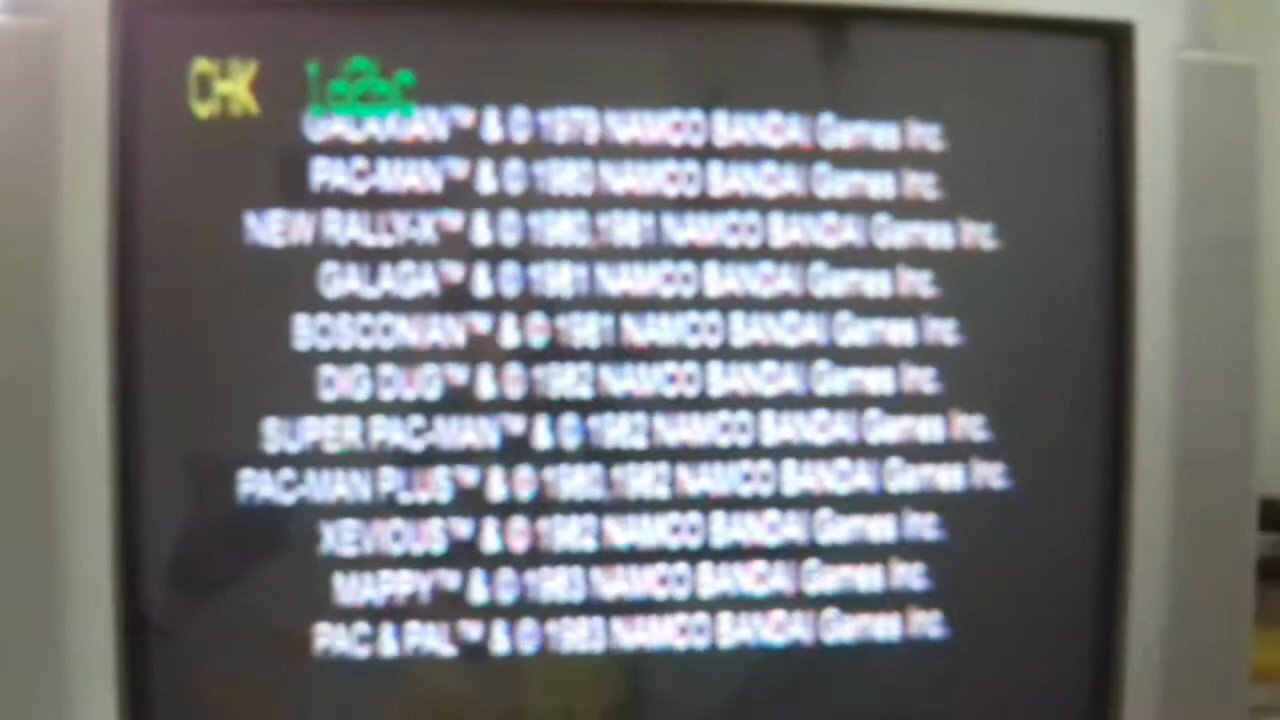 CHK
GALAXIAN™ & © 1979 NAMCO BANDAI Games Inc.
PAC-MAN™ & © 1980 NAMCO BANDAI Games Inc.
NEW RALLY-X™ & © 1980,1981 NAMCO BANDAI Games Inc.
GALAGA™ & © 1981 NAMCO BANDAI Games Inc.
BOSCONIAN™ & © 1981 NAMCO BANDAI Games Inc.
DIG DUG™ & © 1982 NAMCO BANDAI Games Inc.
SUPER PAC-MAN™ & © 1982 NAMCO BANDAI Games Inc.
PAC-MAN PLUS™ & © 1980,1982 NAMCO BANDAI Games Inc.
XEVIOUS™ & © 1982 NAMCO BANDAI Games Inc.
MAPPY™ & © 1983 NAMCO BANDAI Games Inc.
PAC & PAL™ & © 1983 NAMCO BANDAI Games Inc.